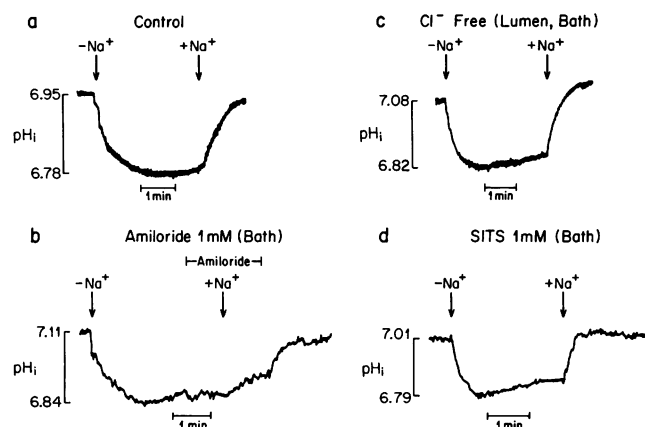 a Control
-Na+ +Na+
6.95
pHi
6.78
1min
b Amiloride 1mM (Bath)
Amiloride
-Na+ +Na+
7.11
pHi
6.84
1 min
c Cl− Free (Lumen, Bath)
-Na+ +Na+
7.08
pHi
6.82
1 min
d SITS 1mM (Bath)
-Na+ +Na+
7.01
pHi
6.79
1 min